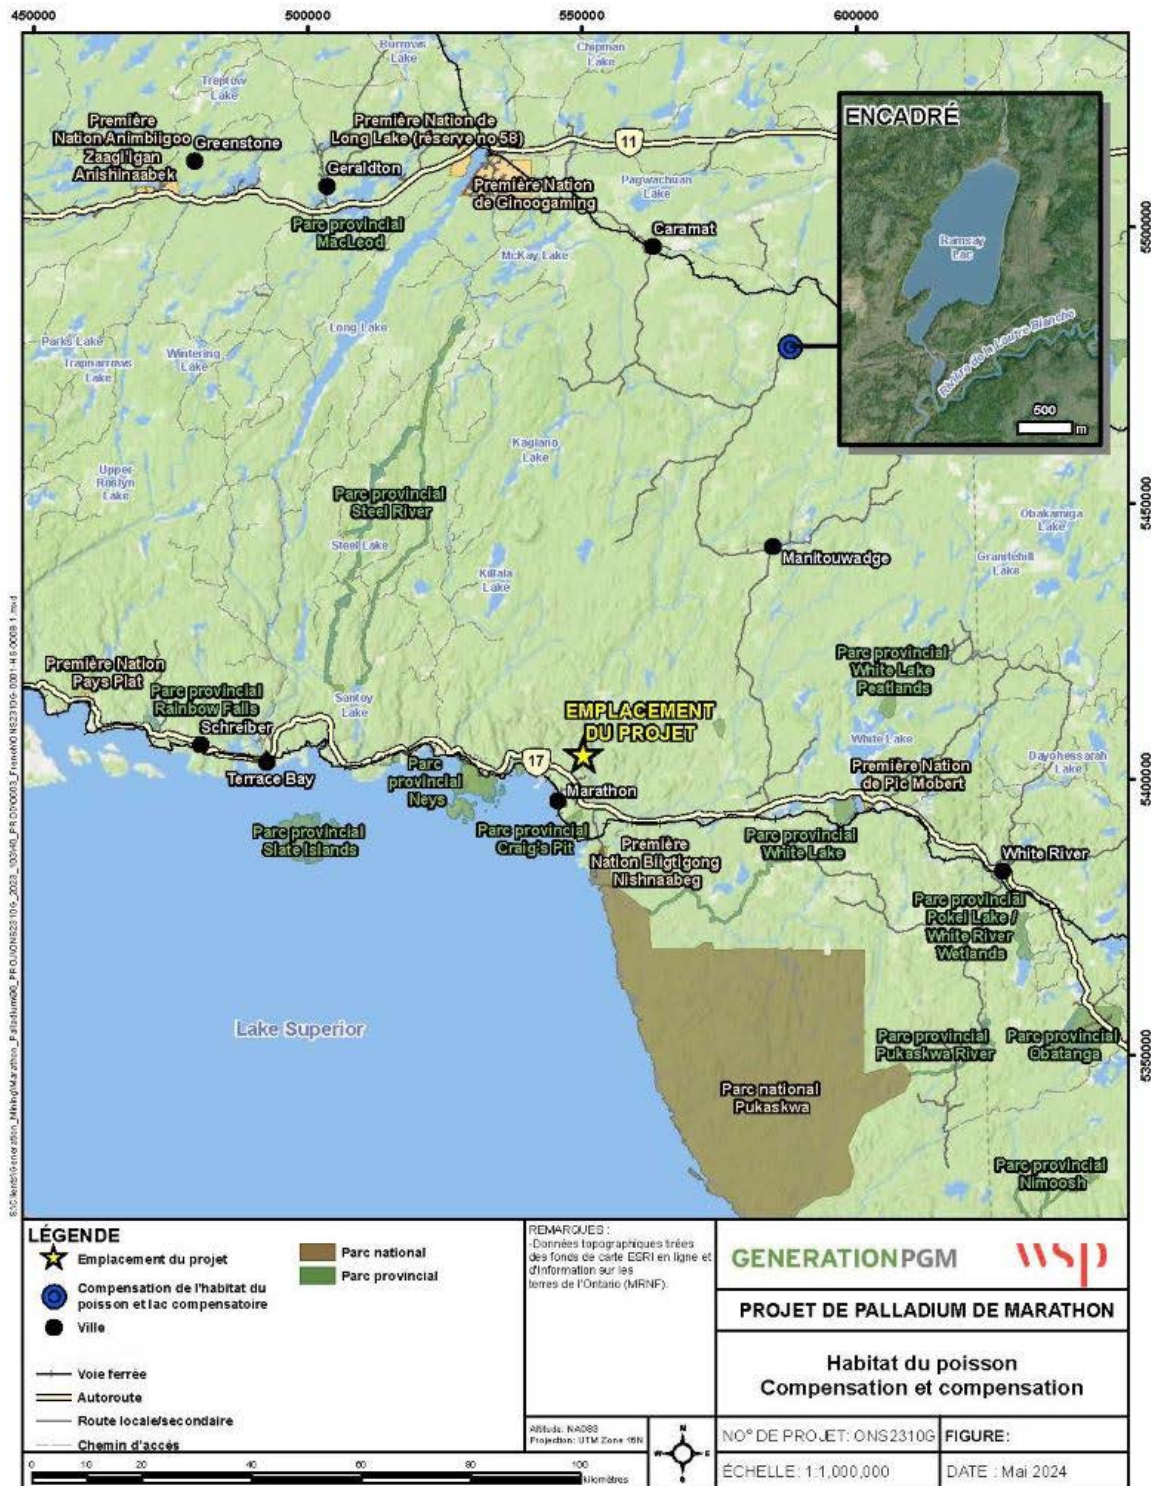 450000
500000
550000
600000
Burrows
Lake
Chipman
Lake
Treptow
Lake
Première
Nation Animbiigoo
Zaagi'igan
Anishinaabek
Greenstone
Première Nation de
Long Lake (réserve no 58)
11
Geraldton
Première Nation
de Ginoogaming
Pagwachuan
Lake
Parc provincial
MacLeod
Caramat
McKay Lake
ENCADRÉ
Ramsay
Lac
Rivière de la Loutre Blanche
500
m
5500000
Long Lake
Parks Lake
Trapnarrows
Lake
Wintering
Lake
Kagiano
Lake
Upper
Roslyn
Lake
Parc provincial
Steel River
Steel Lake
5450000
Obakamiga
Lake
Granitehill
Lake
Manitouwadge
Killala
Lake
Première Nation
Pays Plat
Parc provincial
Rainbow Falls
Schreiber
Santoy
Lake
Terrace Bay
EMPLACEMENT
DU PROJET
17
Marathon
Parc
provincial
Neys
Parc provincial
Slate Islands
Parc provincial
Craig's Pit
Première
Nation Biigtigong
Nishnaabeg
Parc provincial
White Lake
Peatlands
White Lake
Dayohessarah
Lake
Première Nation
de Pic Mobert
5400000
Parc provincial
White Lake
White River
Parc provincial
Pokei Lake /
White River
Wetlands
Lake Superior
Parc provincial
Pukaskwa River
Parc provincial
Obatanga
5350000
Parc national
Pukaskwa
Parc provincial
Nimoosh
LÉGENDE
Emplacement du projet
Compensation de l'habitat du
poisson et lac compensatoire
Ville
Voie ferrée
Autoroute
Route locale/secondaire
Chemin d'accés
Parc national
Parc provincial
0 10 20 40 60 80 100
kilomètres
REMARQUES :
-Données topographiques tirées
des fonds de carte ESRI en ligne et
d'information sur les
terres de l'Ontario (MRNF).
Altitude: NAD83
Projection: UTM Zone 16N
N
W E
S
GENERATIONPGM
wsp
PROJET DE PALLADIUM DE MARATHON
Habitat du poisson
Compensation et compensation
NO° DE PROJET: ONS2310G
FIGURE:
ÉCHELLE: 1:1,000,000
DATE : Mai 2024